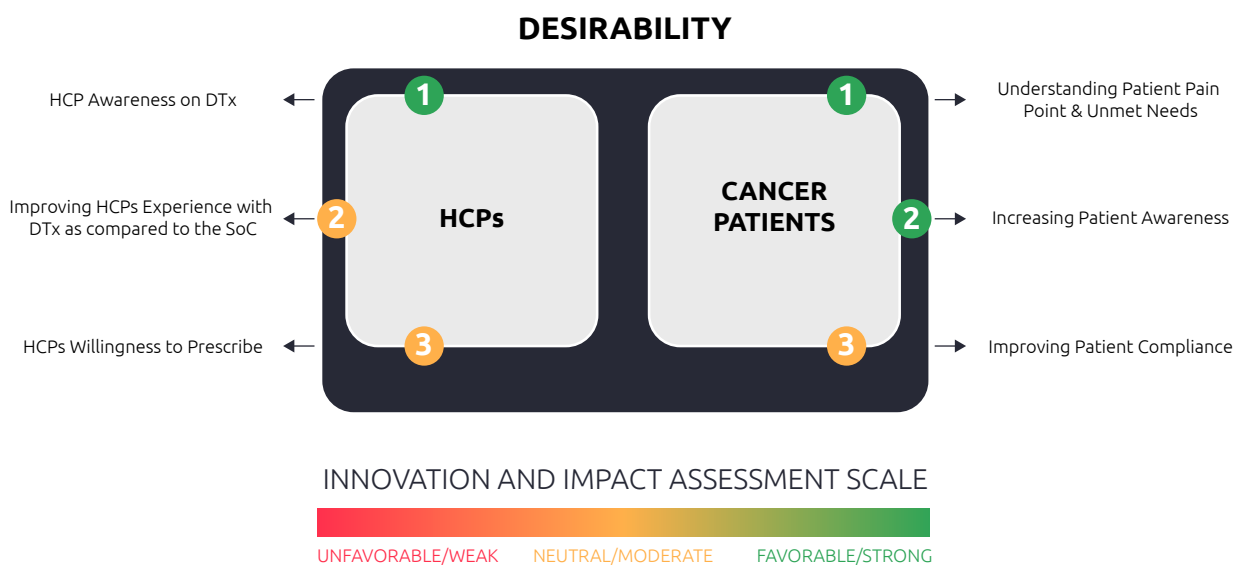 DESIRABILITY
HCP Awareness on DTx
1
1
Understanding Patient Pain
Point & Unmet Needs
Improving HCPs Experience with
DTx as compared to the SoC
2
HCPs
CANCER
PATIENTS
2
Increasing Patient Awareness
HCPs Willingness to Prescribe
3
3
Improving Patient Compliance
INNOVATION AND IMPACT ASSESSMENT SCALE
UNFAVORABLE/WEAK
NEUTRAL/MODERATE
FAVORABLE/STRONG